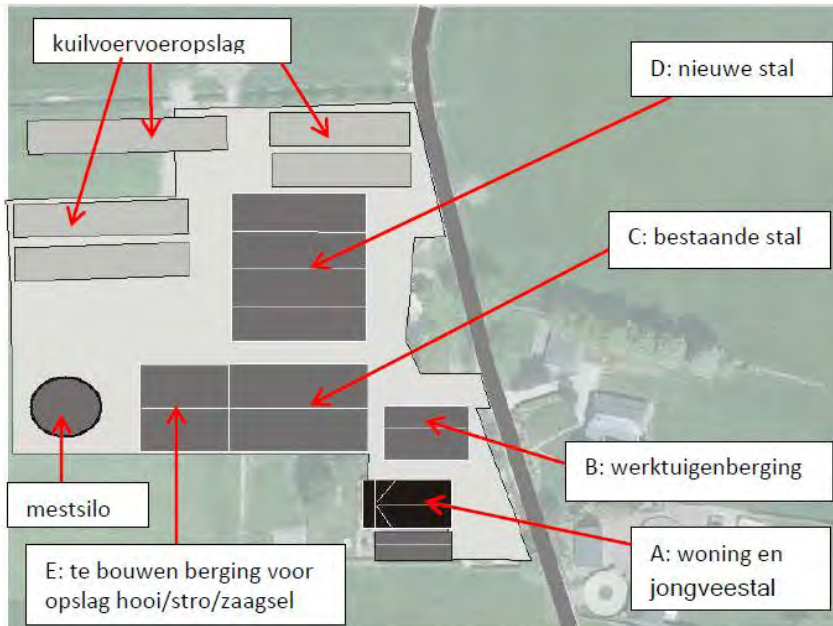 kuilvoervoeropslag
D: nieuwe stal
C: bestaande stal
B: werktuigenberging
mestsilo
E: te bouwen berging voor
opslag hooi/stro/zaagsel
A: woning en
jongveestal